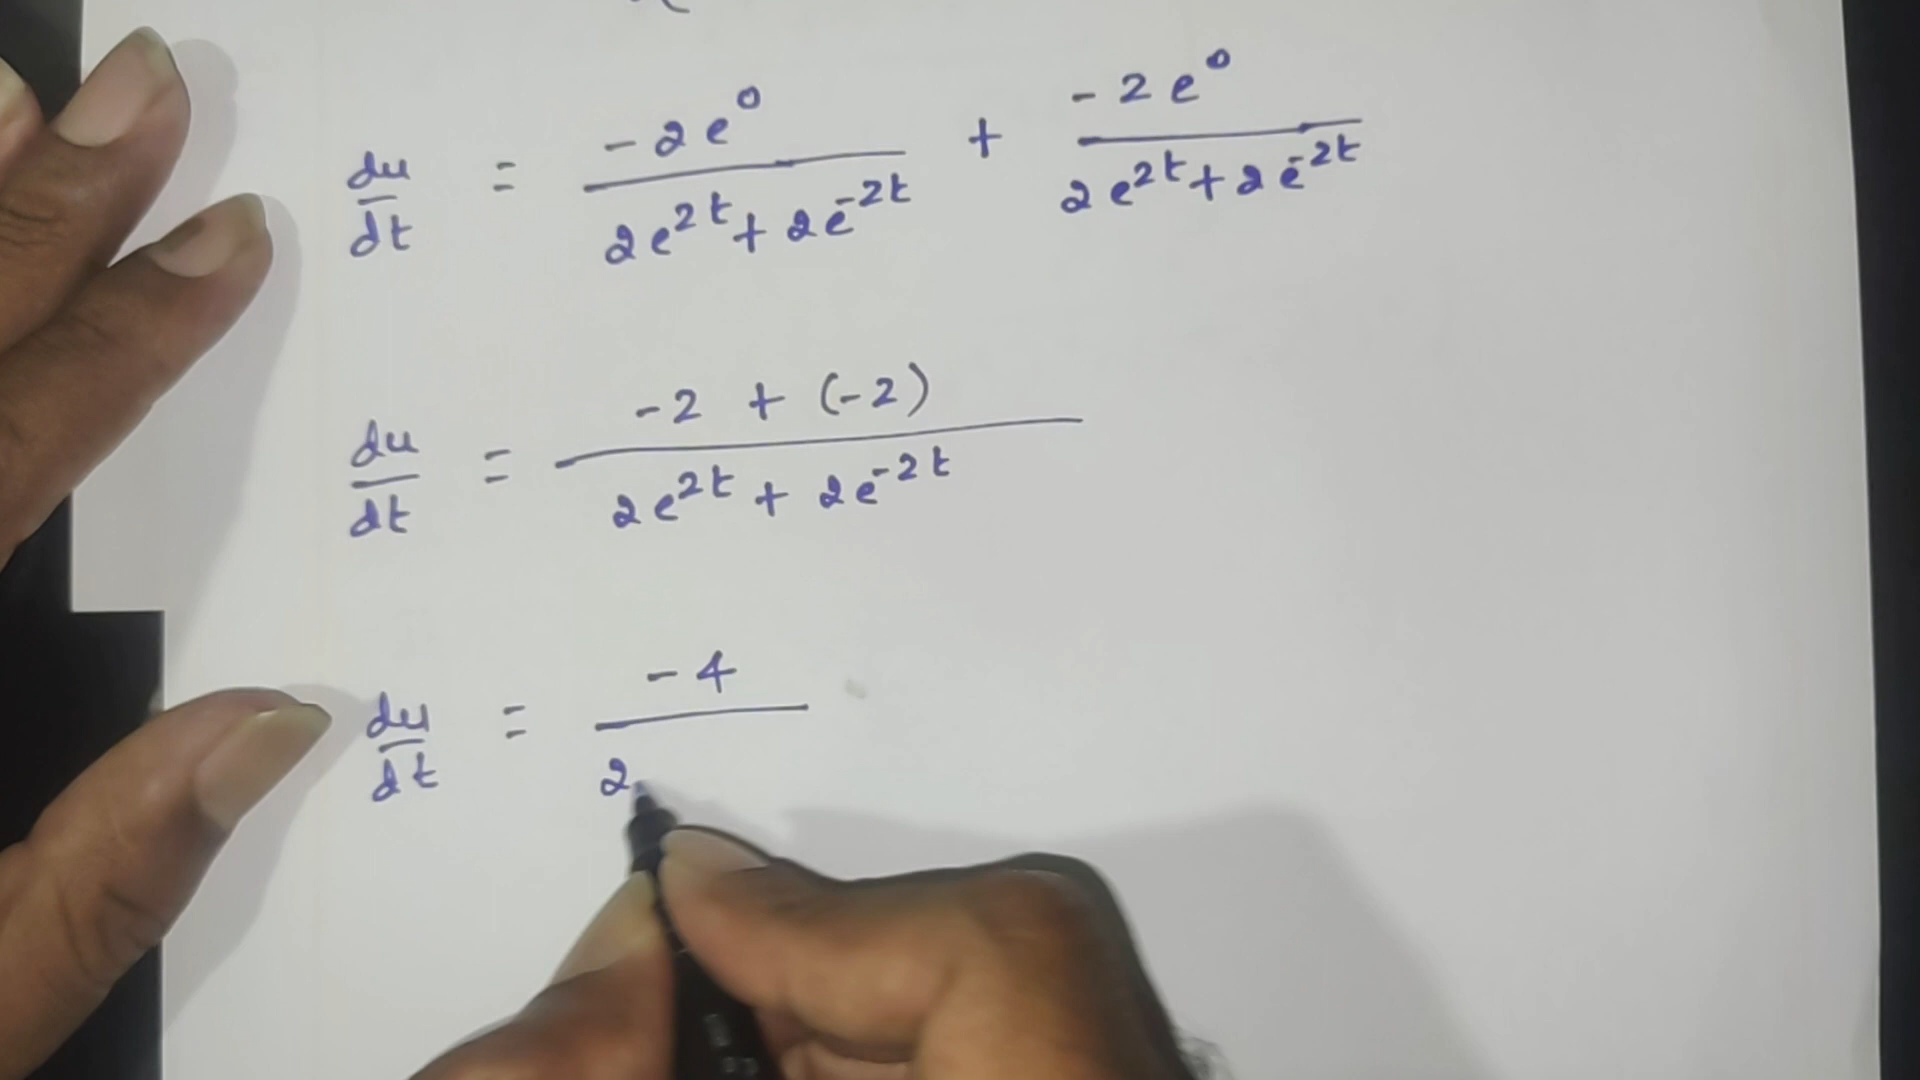 du/dt = -2e^0/(2e^{2t}+2e^{-2t}) + -2e^0/(2e^{2t}+2e^{-2t})
du/dt = (-2 + (-2))/(2e^{2t} + 2e^{-2t})
du/dt = -4/2